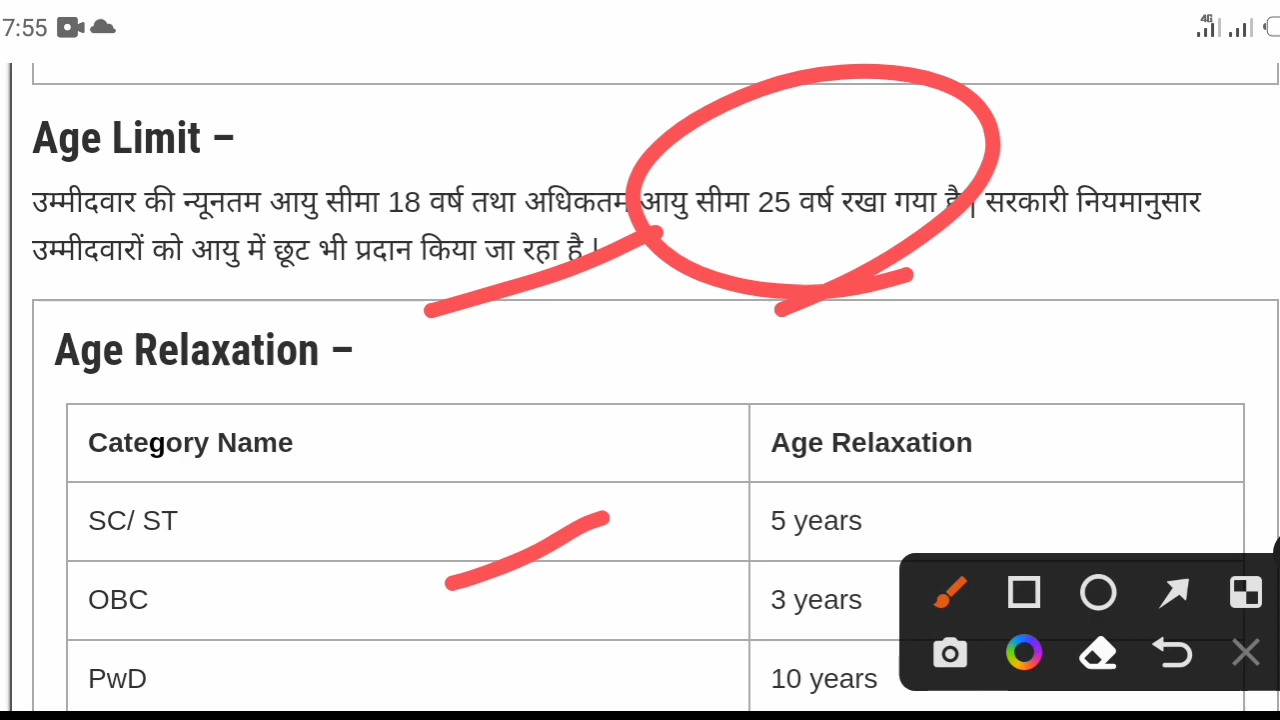 7:55
4G
Age Limit –
उम्मीदवार की न्यूनतम आयु सीमा 18 वर्ष तथा अधिकतम आयु सीमा 25 वर्ष रखा गया है | सरकारी नियमानुसार
उम्मीदवारों को आयु में छूट भी प्रदान किया जा रहा है |
Age Relaxation –
Category Name Age Relaxation
SC/ ST 5 years
OBC 3 years
PwD 10 years